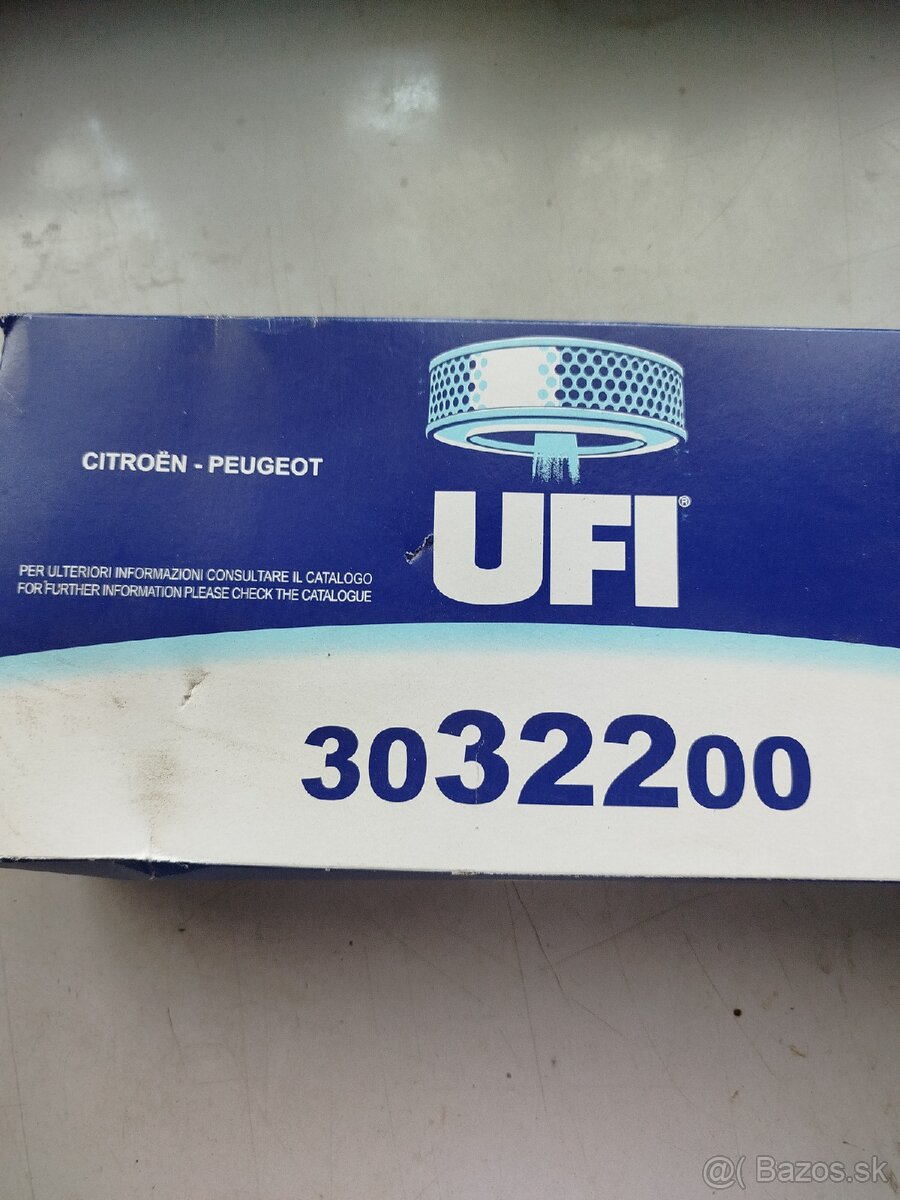 CITROËN - PEUGEOT
UFI®
PER ULTERIORI INFORMAZIONI CONSULTARE IL CATALOGO
FOR FURTHER INFORMATION PLEASE CHECK THE CATALOGUE
3032200
@( Bazos.sk